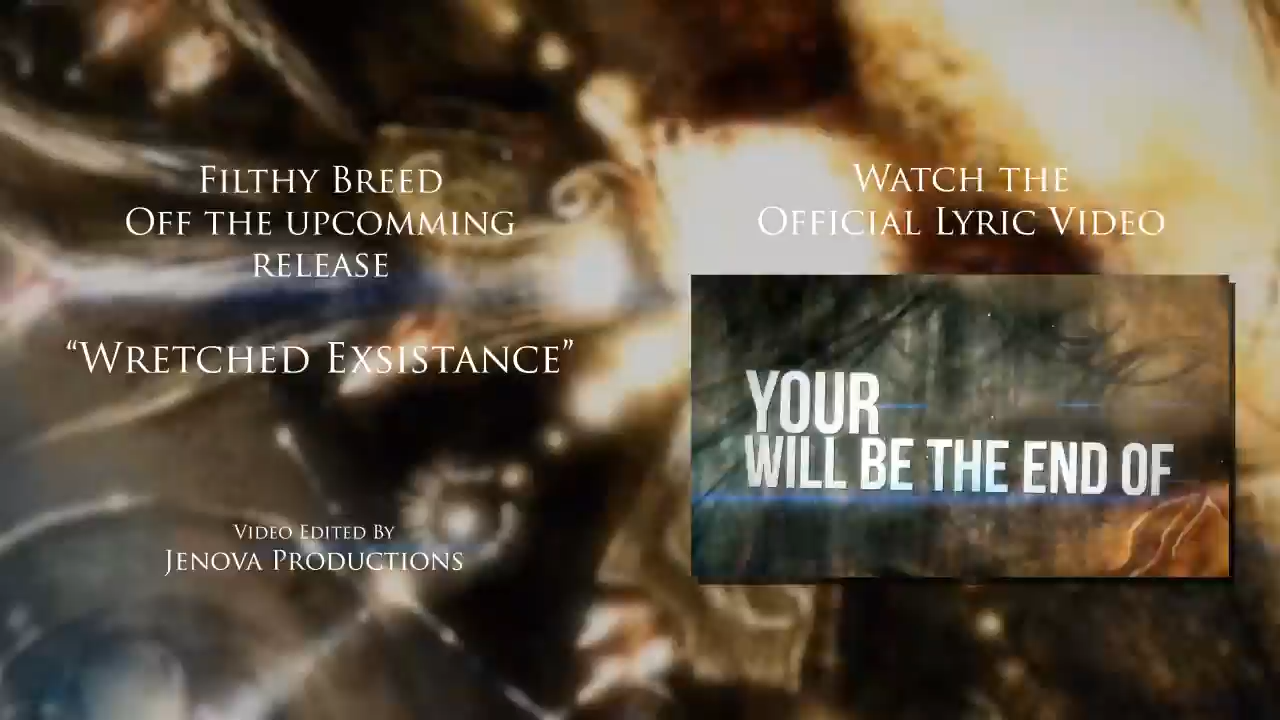 Filthy Breed
Off the upcomming
release
“Wretched Exsistance”
Video Edited By
Jenova Productions
Watch the
Official Lyric Video
YOUR
WILL BE THE END OF